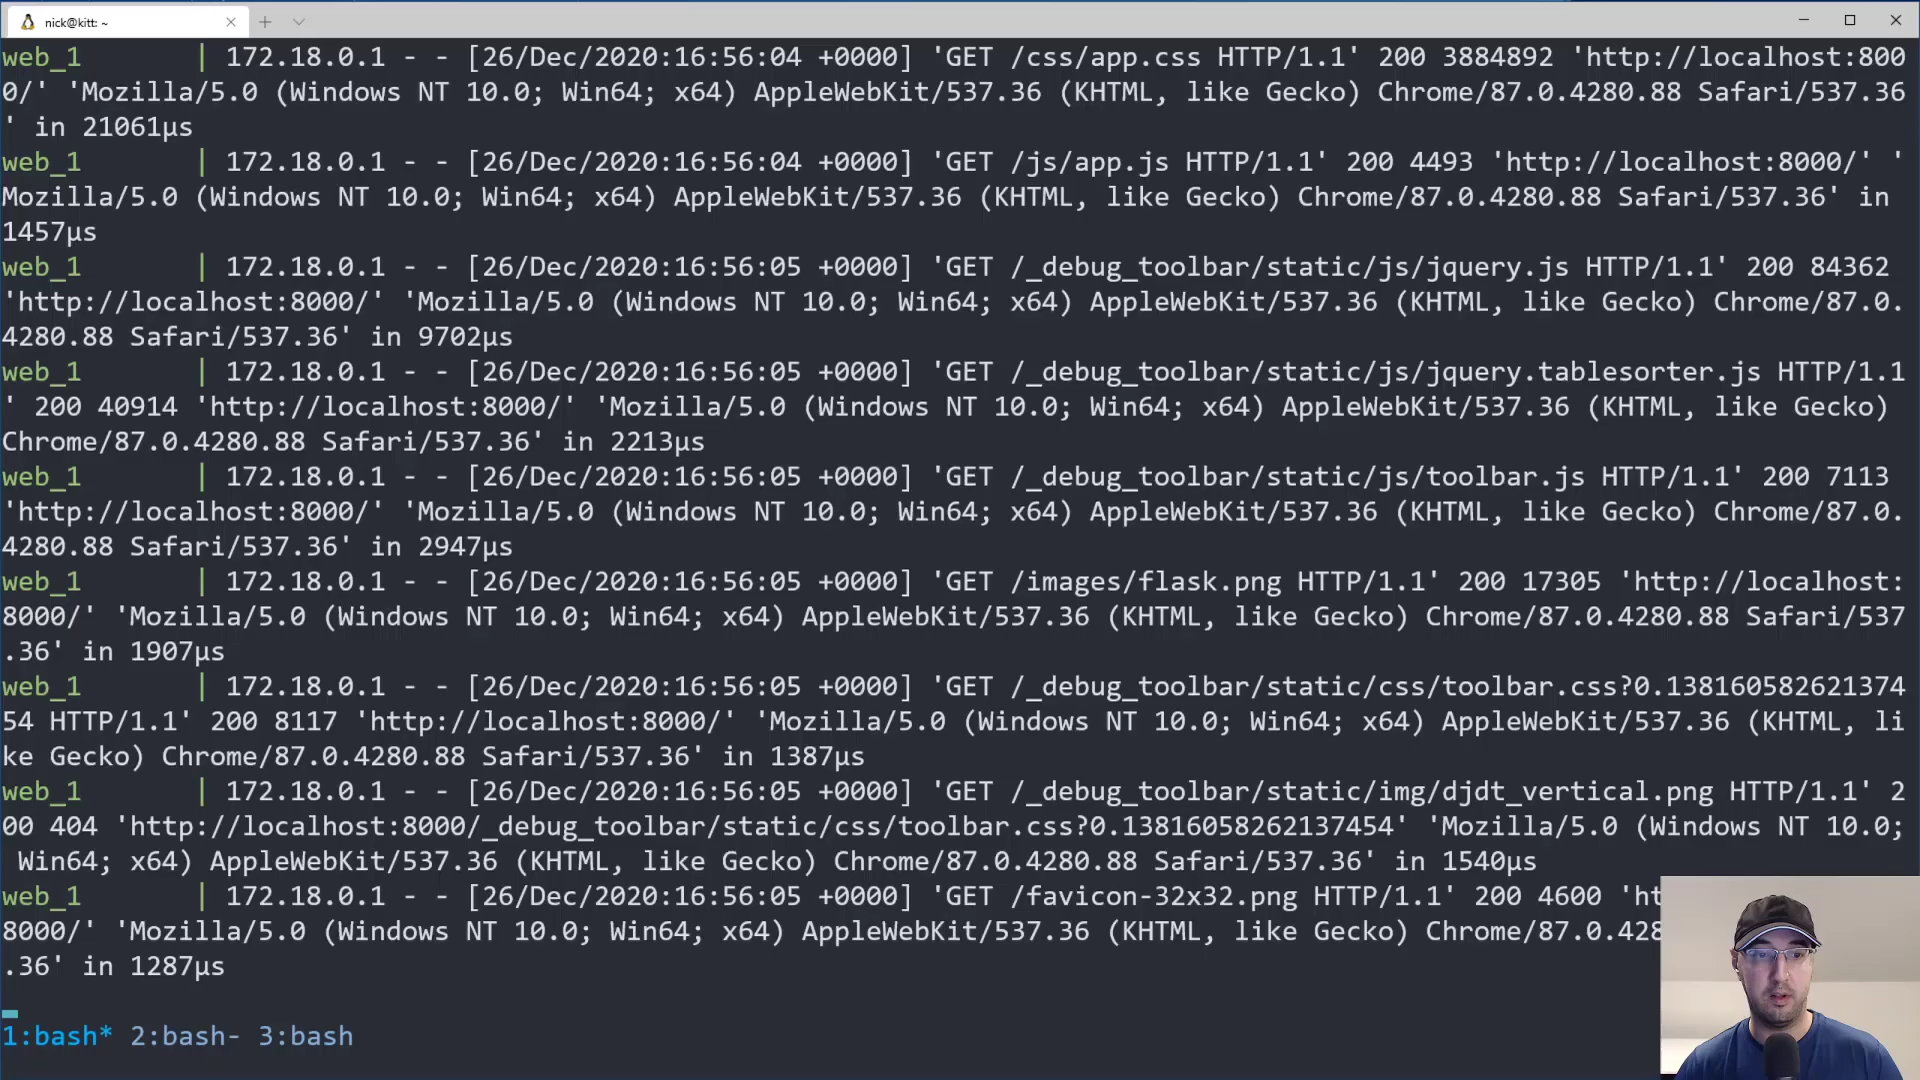 nick@kitt: ~
web_1 | 172.18.0.1 - - [26/Dec/2020:16:56:04 +0000] 'GET /css/app.css HTTP/1.1' 200 3884892 'http://localhost:800
0/' 'Mozilla/5.0 (Windows NT 10.0; Win64; x64) AppleWebKit/537.36 (KHTML, like Gecko) Chrome/87.0.4280.88 Safari/537.36
' in 21061µs
web_1 | 172.18.0.1 - - [26/Dec/2020:16:56:04 +0000] 'GET /js/app.js HTTP/1.1' 200 4493 'http://localhost:8000/' '
Mozilla/5.0 (Windows NT 10.0; Win64; x64) AppleWebKit/537.36 (KHTML, like Gecko) Chrome/87.0.4280.88 Safari/537.36' in
1457µs
web_1 | 172.18.0.1 - - [26/Dec/2020:16:56:05 +0000] 'GET /_debug_toolbar/static/js/jquery.js HTTP/1.1' 200 84362
'http://localhost:8000/' 'Mozilla/5.0 (Windows NT 10.0; Win64; x64) AppleWebKit/537.36 (KHTML, like Gecko) Chrome/87.0.
4280.88 Safari/537.36' in 9702µs
web_1 | 172.18.0.1 - - [26/Dec/2020:16:56:05 +0000] 'GET /_debug_toolbar/static/js/jquery.tablesorter.js HTTP/1.1
' 200 40914 'http://localhost:8000/' 'Mozilla/5.0 (Windows NT 10.0; Win64; x64) AppleWebKit/537.36 (KHTML, like Gecko)
Chrome/87.0.4280.88 Safari/537.36' in 2213µs
web_1 | 172.18.0.1 - - [26/Dec/2020:16:56:05 +0000] 'GET /_debug_toolbar/static/js/toolbar.js HTTP/1.1' 200 7113
'http://localhost:8000/' 'Mozilla/5.0 (Windows NT 10.0; Win64; x64) AppleWebKit/537.36 (KHTML, like Gecko) Chrome/87.0.
4280.88 Safari/537.36' in 2947µs
web_1 | 172.18.0.1 - - [26/Dec/2020:16:56:05 +0000] 'GET /images/flask.png HTTP/1.1' 200 17305 'http://localhost:
8000/' 'Mozilla/5.0 (Windows NT 10.0; Win64; x64) AppleWebKit/537.36 (KHTML, like Gecko) Chrome/87.0.4280.88 Safari/537
.36' in 1907µs
web_1 | 172.18.0.1 - - [26/Dec/2020:16:56:05 +0000] 'GET /_debug_toolbar/static/css/toolbar.css?0.138160582621374
54 HTTP/1.1' 200 8117 'http://localhost:8000/' 'Mozilla/5.0 (Windows NT 10.0; Win64; x64) AppleWebKit/537.36 (KHTML, li
ke Gecko) Chrome/87.0.4280.88 Safari/537.36' in 1387µs
web_1 | 172.18.0.1 - - [26/Dec/2020:16:56:05 +0000] 'GET /_debug_toolbar/static/img/djdt_vertical.png HTTP/1.1' 2
00 404 'http://localhost:8000/_debug_toolbar/static/css/toolbar.css?0.13816058262137454' 'Mozilla/5.0 (Windows NT 10.0;
Win64; x64) AppleWebKit/537.36 (KHTML, like Gecko) Chrome/87.0.4280.88 Safari/537.36' in 1540µs
web_1 | 172.18.0.1 - - [26/Dec/2020:16:56:05 +0000] 'GET /favicon-32x32.png HTTP/1.1' 200 4600 'ht
8000/' 'Mozilla/5.0 (Windows NT 10.0; Win64; x64) AppleWebKit/537.36 (KHTML, like Gecko) Chrome/87.0.428
.36' in 1287µs
1:bash* 2:bash- 3:bash